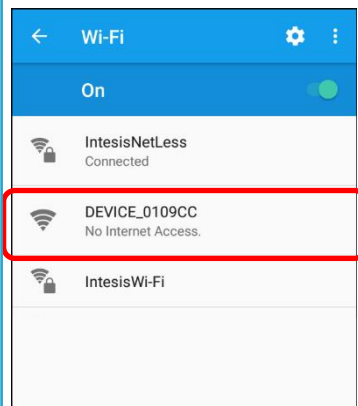 Wi-Fi
On
IntesisNetLess
Connected
DEVICE_0109CC
No Internet Access.
IntesisWi-Fi